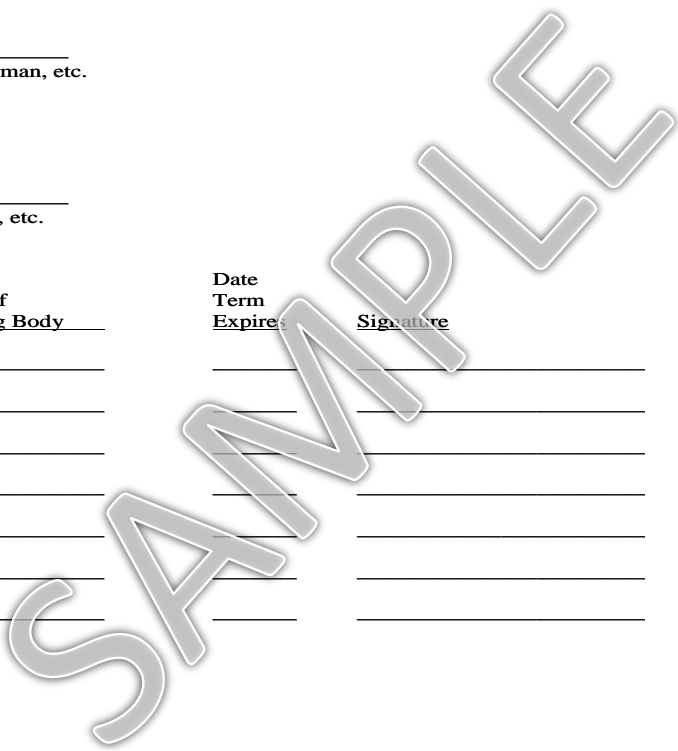 man, etc.
, etc.
Date
f Term
g Body Expires Signature
SAMPLE